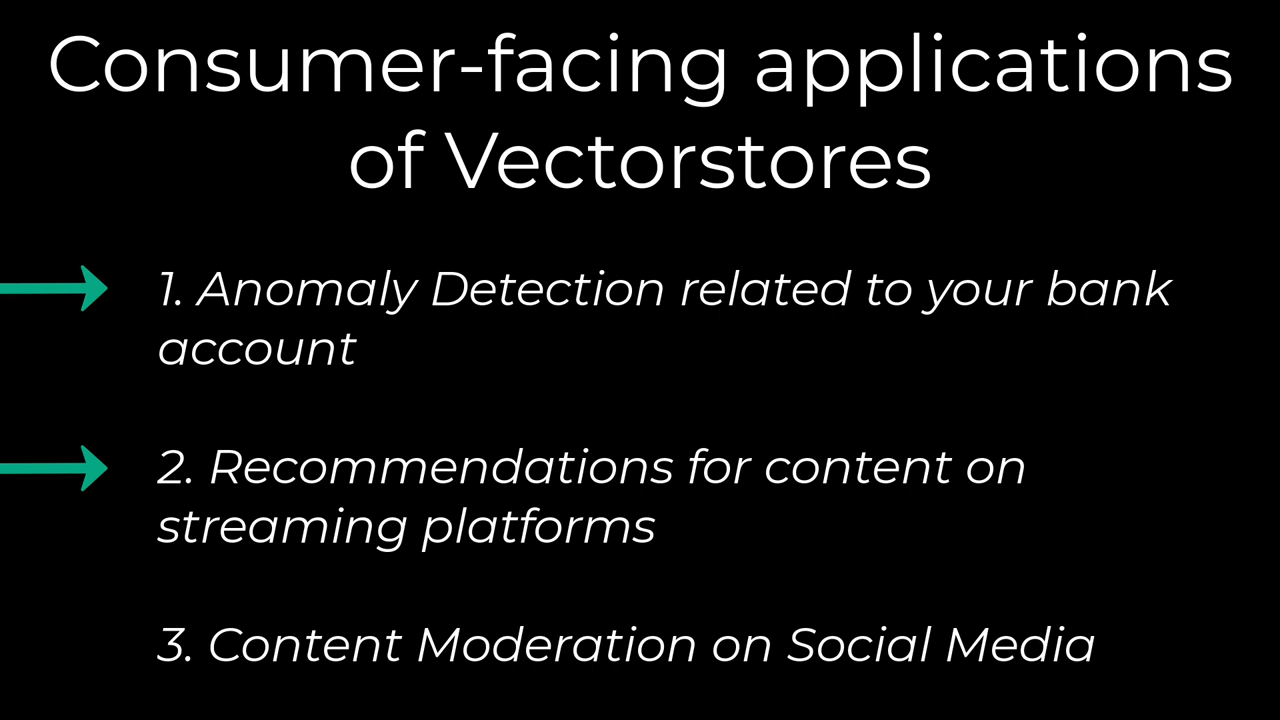 Consumer-facing applications
of Vectorstores
1. Anomaly Detection related to your bank
account
2. Recommendations for content on
streaming platforms
3. Content Moderation on Social Media